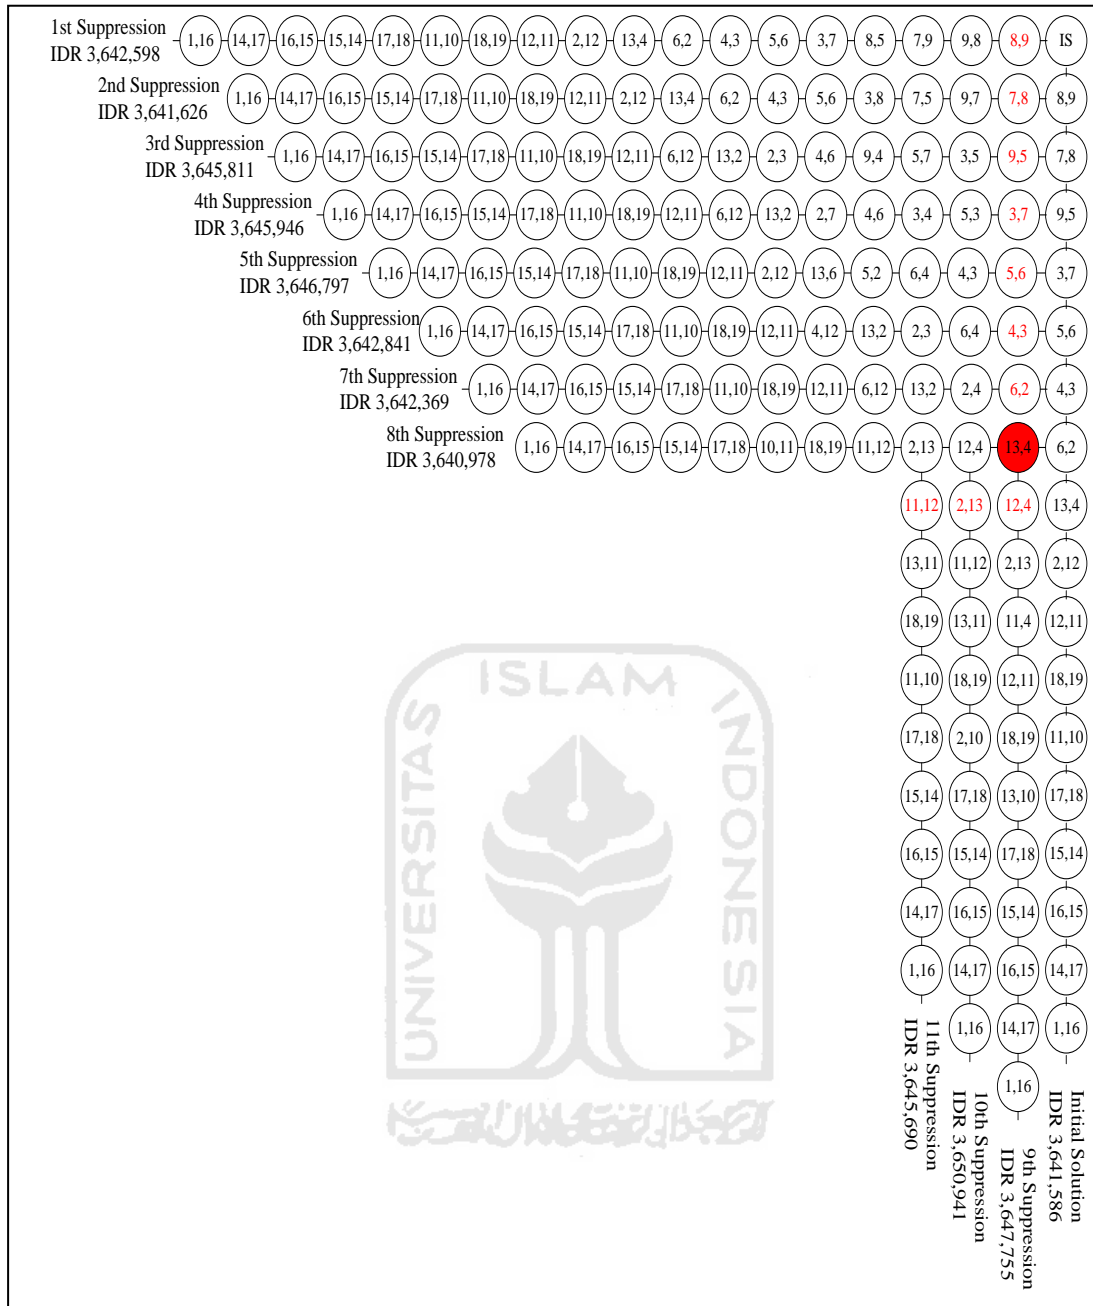 1st Suppression
IDR 3,642,598
1,16 14,17 16,15 15,14 17,18 11,10 18,19 12,11 2,12 13,4 6,2 4,3 5,6 3,7 8,5 7,9 9,8 8,9 IS
2nd Suppression
IDR 3,641,626
1,16 14,17 16,15 15,14 17,18 11,10 18,19 12,11 2,12 13,4 6,2 4,3 5,6 3,8 7,5 9,7 7,8 8,9
3rd Suppression
IDR 3,645,811
1,16 14,17 16,15 15,14 17,18 11,10 18,19 12,11 6,12 13,2 2,3 4,6 9,4 5,7 3,5 9,5 7,8
4th Suppression
IDR 3,645,946
1,16 14,17 16,15 15,14 17,18 11,10 18,19 12,11 6,12 13,2 2,7 4,6 3,4 5,3 3,7 9,5
5th Suppression
IDR 3,646,797
1,16 14,17 16,15 15,14 17,18 11,10 18,19 12,11 2,12 13,6 5,2 6,4 4,3 5,6 3,7
6th Suppression
IDR 3,642,841
1,16 14,17 16,15 15,14 17,18 11,10 18,19 12,11 4,12 13,2 2,3 6,4 4,3 5,6
7th Suppression
IDR 3,642,369
1,16 14,17 16,15 15,14 17,18 11,10 18,19 12,11 6,12 13,2 2,4 6,2 4,3
8th Suppression
IDR 3,640,978
1,16 14,17 16,15 15,14 17,18 10,11 18,19 11,12 2,13 12,4 13,4 6,2
11,12 2,13 12,4 13,4
13,11 11,12 2,13 2,12
18,19 13,11 11,4 12,11
11,10 18,19 12,11 18,19
17,18 2,10 18,19 11,10
15,14 17,18 13,10 17,18
16,15 15,14 17,18 15,14
14,17 16,15 15,14 16,15
1,16 14,17 16,15 14,17
1,16 14,17 1,16
1,16
11th Suppression
IDR 3,645,690
10th Suppression
IDR 3,650,941
9th Suppression
IDR 3,647,755
Initial Solution
IDR 3,641,586
ISLAM
UNIVERSITAS
INDONESIA